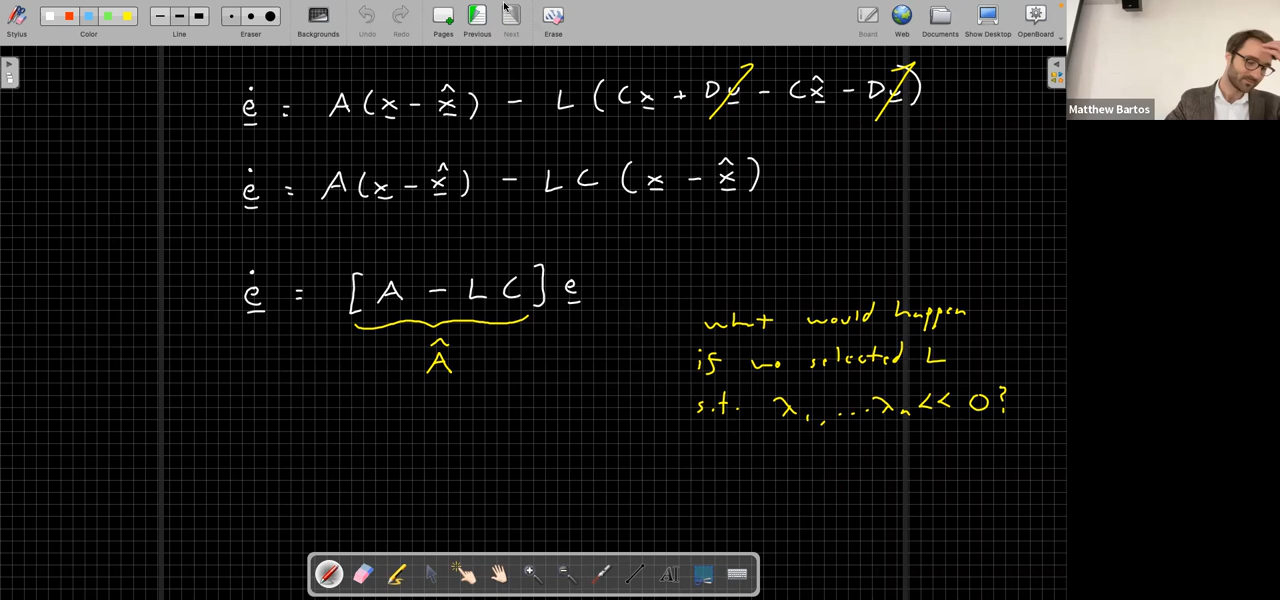 Stylus Color Line Eraser Backgrounds Undo Redo Pages Previous Next Erase Board Web Documents Show Desktop OpenBoard
Matthew Bartos
ė = A(x - x̂) - L(Cx + Du - Cx̂ - Du)
ė = A(x - x̂) - LC(x - x̂)
ė = [A - LC] e
Â
what would happen
if we selected L
s.t. λ₁, ... λₙ << 0?